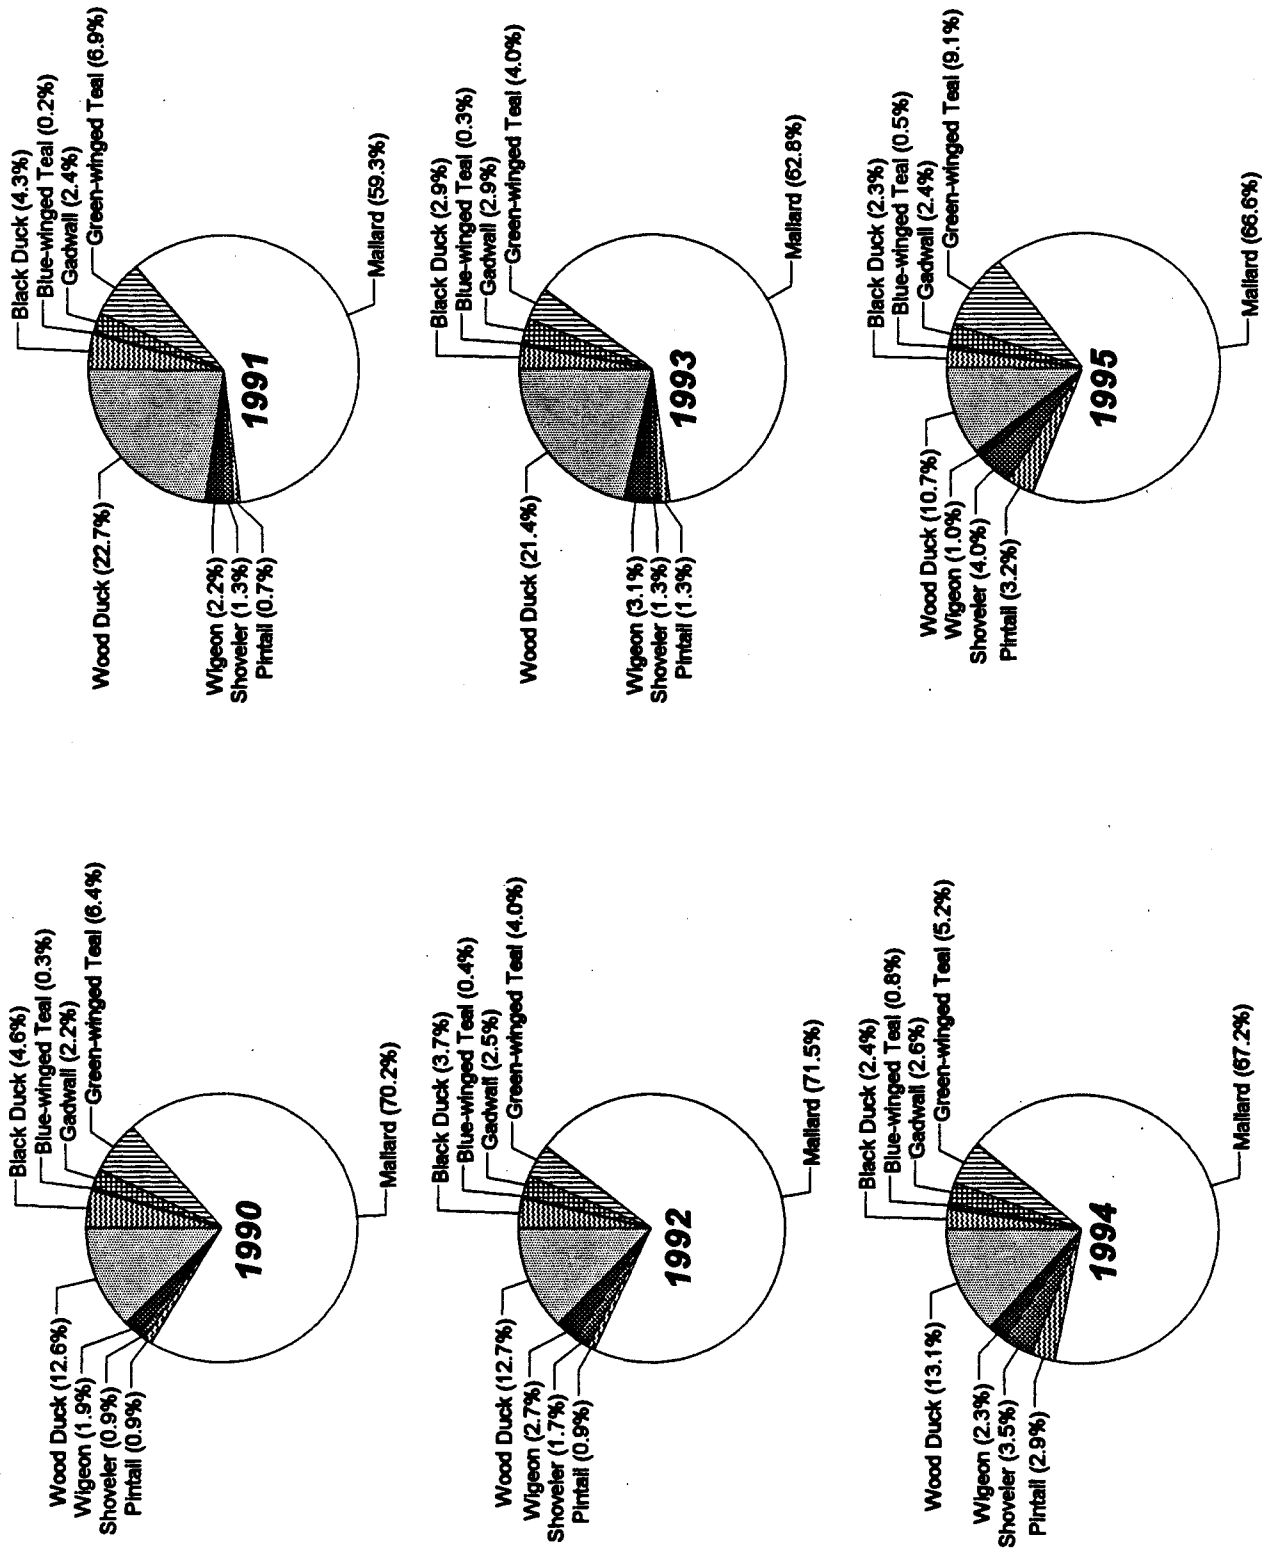 Black Duck (4.6%)
Blue-winged Teal (0.3%)
Gadwall (2.2%)
Green-winged Teal (6.4%)
Mallard (70.2%)
Wood Duck (12.6%)
Wigeon (1.9%)
Shoveler (0.9%)
Pintail (0.9%)
1990
Black Duck (4.3%)
Blue-winged Teal (0.2%)
Gadwall (2.4%)
Green-winged Teal (6.9%)
Mallard (59.3%)
Wood Duck (22.7%)
Wigeon (2.2%)
Shoveler (1.3%)
Pintail (0.7%)
1991
Black Duck (3.7%)
Blue-winged Teal (0.4%)
Gadwall (2.5%)
Green-winged Teal (4.0%)
Mallard (71.5%)
Wood Duck (12.7%)
Wigeon (2.7%)
Shoveler (1.7%)
Pintail (0.9%)
1992
Black Duck (2.9%)
Blue-winged Teal (0.3%)
Gadwall (2.9%)
Green-winged Teal (4.0%)
Mallard (62.8%)
Wood Duck (21.4%)
Wigeon (3.1%)
Shoveler (1.3%)
Pintail (1.3%)
1993
Black Duck (2.4%)
Blue-winged Teal (0.8%)
Gadwall (2.6%)
Green-winged Teal (5.2%)
Mallard (67.2%)
Wood Duck (13.1%)
Wigeon (2.3%)
Shoveler (3.5%)
Pintail (2.9%)
1994
Black Duck (2.3%)
Blue-winged Teal (0.5%)
Gadwall (2.4%)
Green-winged Teal (9.1%)
Mallard (66.6%)
Wood Duck (10.7%)
Wigeon (1.0%)
Shoveler (4.0%)
Pintail (3.2%)
1995